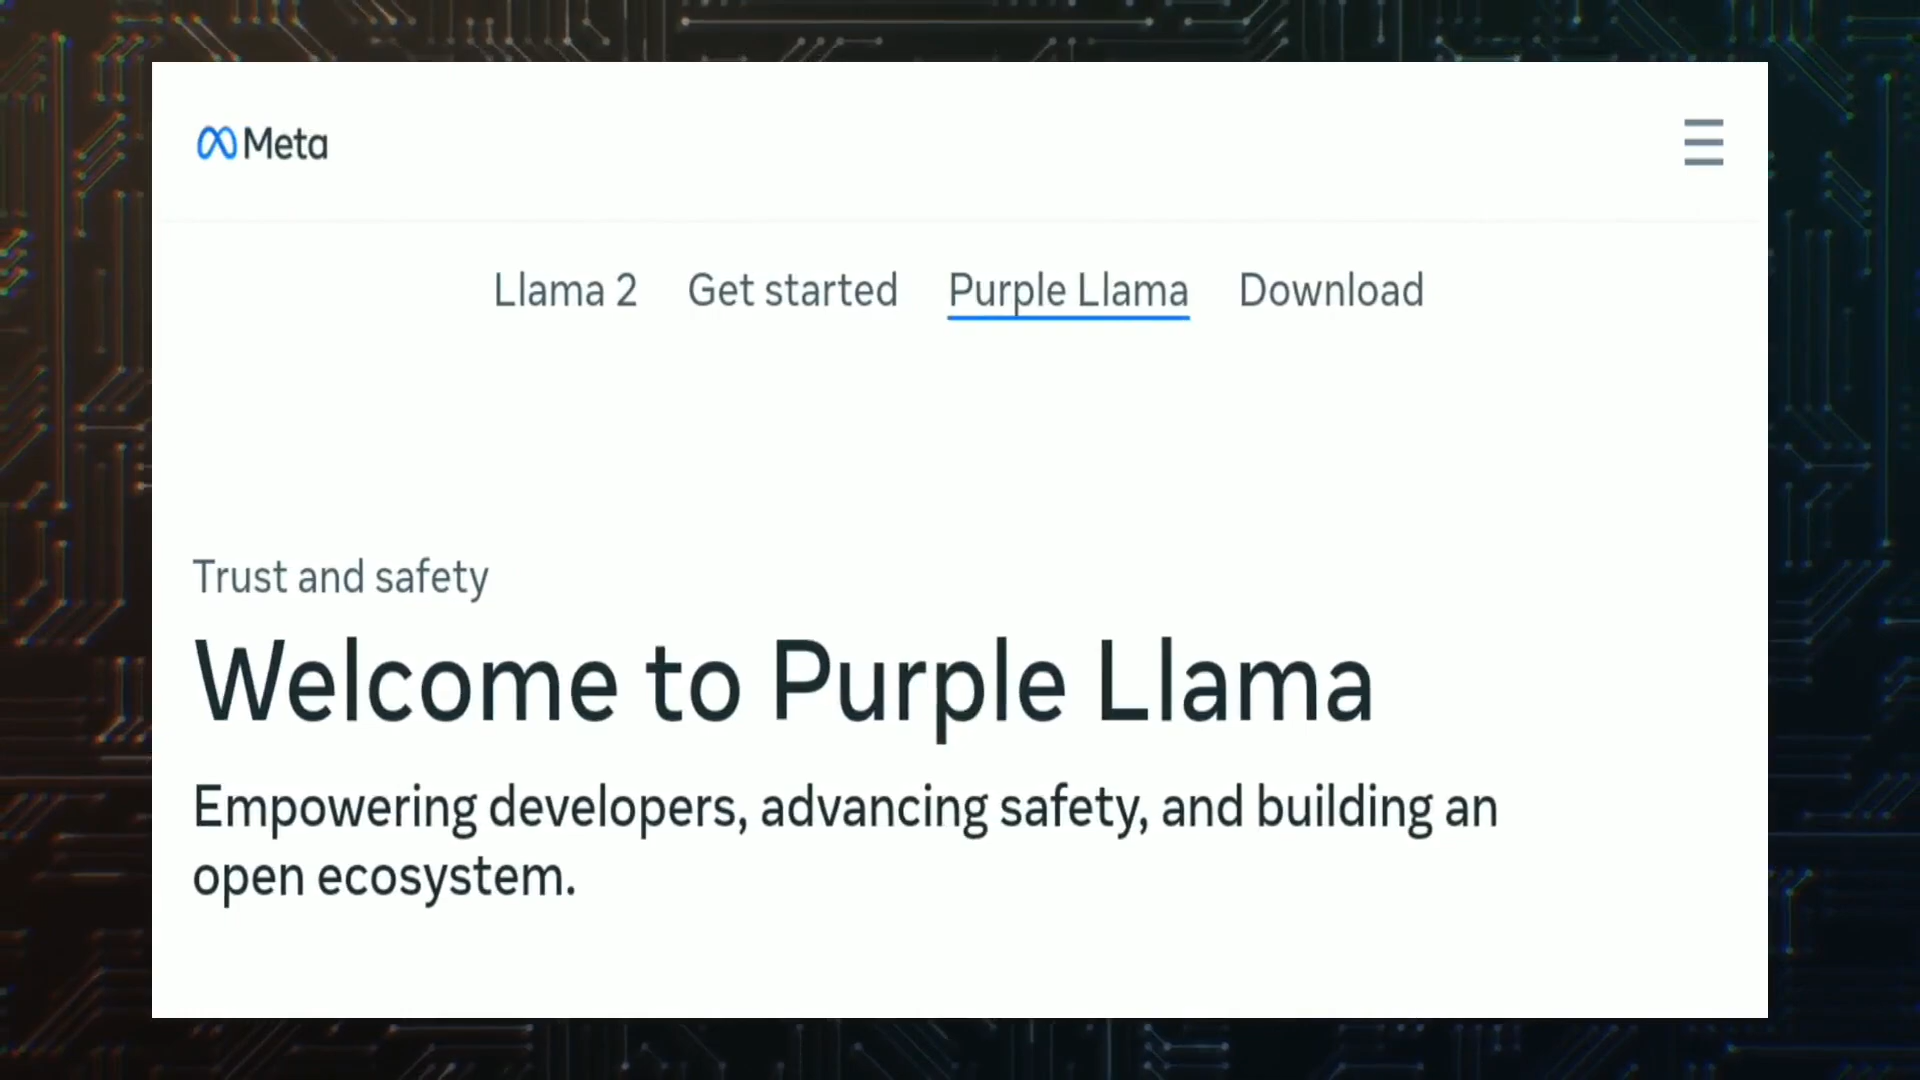 Meta
Llama 2 Get started Purple Llama Download
Trust and safety
Welcome to Purple Llama
Empowering developers, advancing safety, and building an
open ecosystem.